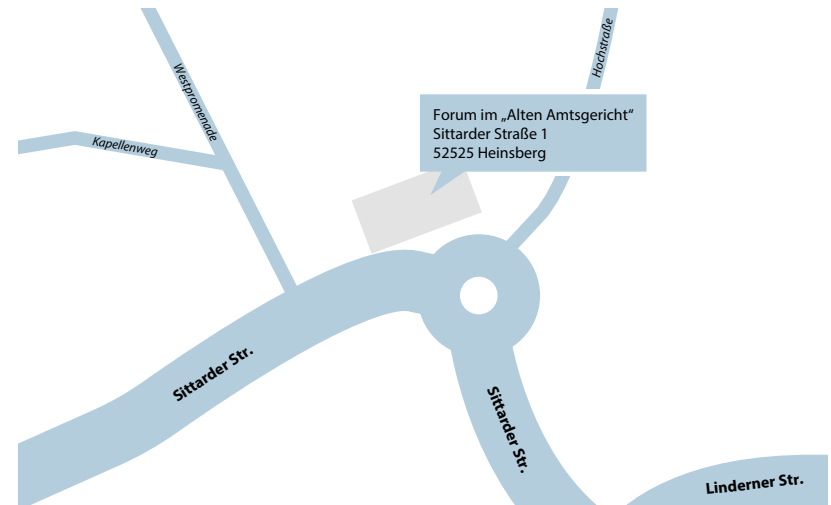 Hochstraße
Westpromenade
Forum im „Alten Amtsgericht“
Sittarder Straße 1
52525 Heinsberg
Kapellenweg
Sittarder Str.
Sittarder Str.
Linderner Str.